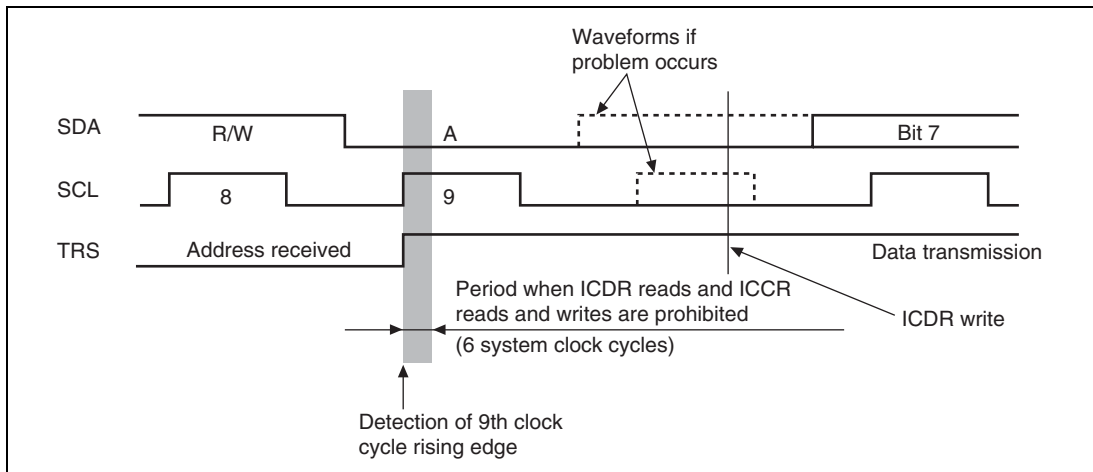 Waveforms if
problem occurs
SDA
R/W
A
Bit 7
SCL
8
9
TRS
Address received
Data transmission
Period when ICDR reads and ICCR
reads and writes are prohibited
(6 system clock cycles)
ICDR write
Detection of 9th clock
cycle rising edge